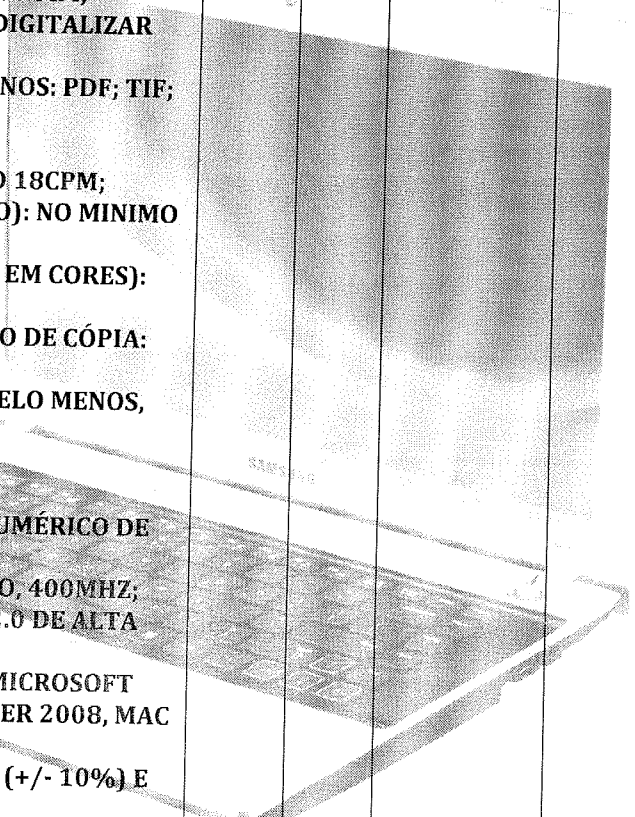 DIGITALIZAR
NOS: PDF; TIF;
18CPM;
O): NO MINIMO
EM CORES):
O DE CÓPIA:
ELO MENOS,
SAMSUNG
UMÉRICO DE
O, 400MHZ;
.0 DE ALTA
MICROSOFT
ER 2008, MAC
(+/- 10%) E